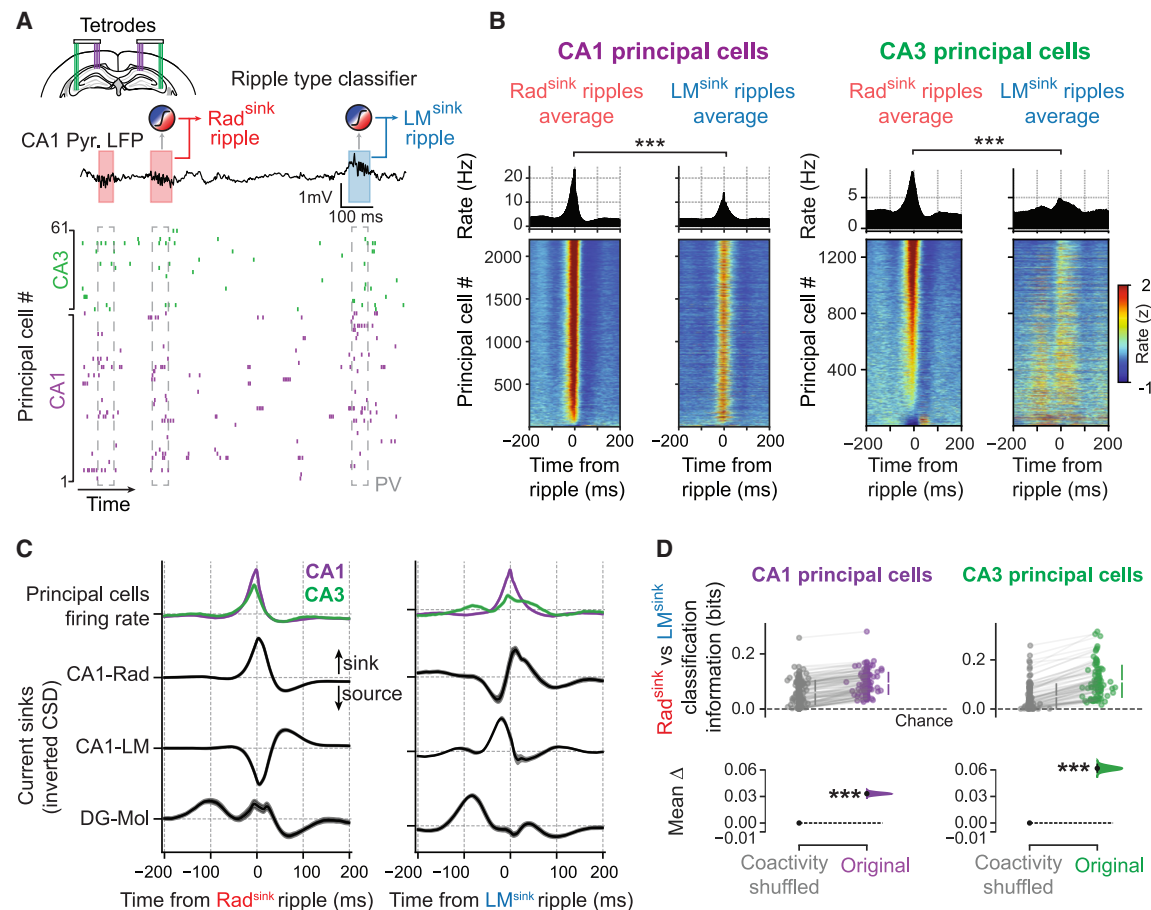 A
Tetrodes
Ripple type classifier
Rad^sink
ripple
LM^sink
ripple
CA1 Pyr. LFP
1mV
100 ms
61
CA3
CA1
Principal cell #
1
Time
PV
B
CA1 principal cells
Rad^sink ripples
average
LM^sink ripples
average
***
Rate (Hz)
20
10
0
Principal cell #
2000
1500
1000
500
−200 0 200
−200 0 200
Time from
ripple (ms)
Time from
ripple (ms)
CA3 principal cells
Rad^sink ripples
average
LM^sink ripples
average
***
Rate (Hz)
5
0
Principal cell #
1200
800
400
−200 0 200
−200 0 200
Time from
ripple (ms)
Time from
ripple (ms)
2
-1
Rate (z)
C
CA1
CA3
Principal cells
firing rate
CA1-Rad
sink
source
CA1-LM
DG-Mol
Current sinks
(inverted CSD)
−200 −100 0 100 200
−200 −100 0 100 200
Time from Rad^sink ripple (ms)
Time from LM^sink ripple (ms)
D
CA1 principal cells
CA3 principal cells
Rad^sink vs LM^sink
classification
information (bits)
0.2
0.0
Chance
0.2
0.0
Mean Δ
0.06
0.03
0.00
−0.01
***
0.06
0.03
0.00
−0.01
***
Coactivity
shuffled
Original
Coactivity
shuffled
Original